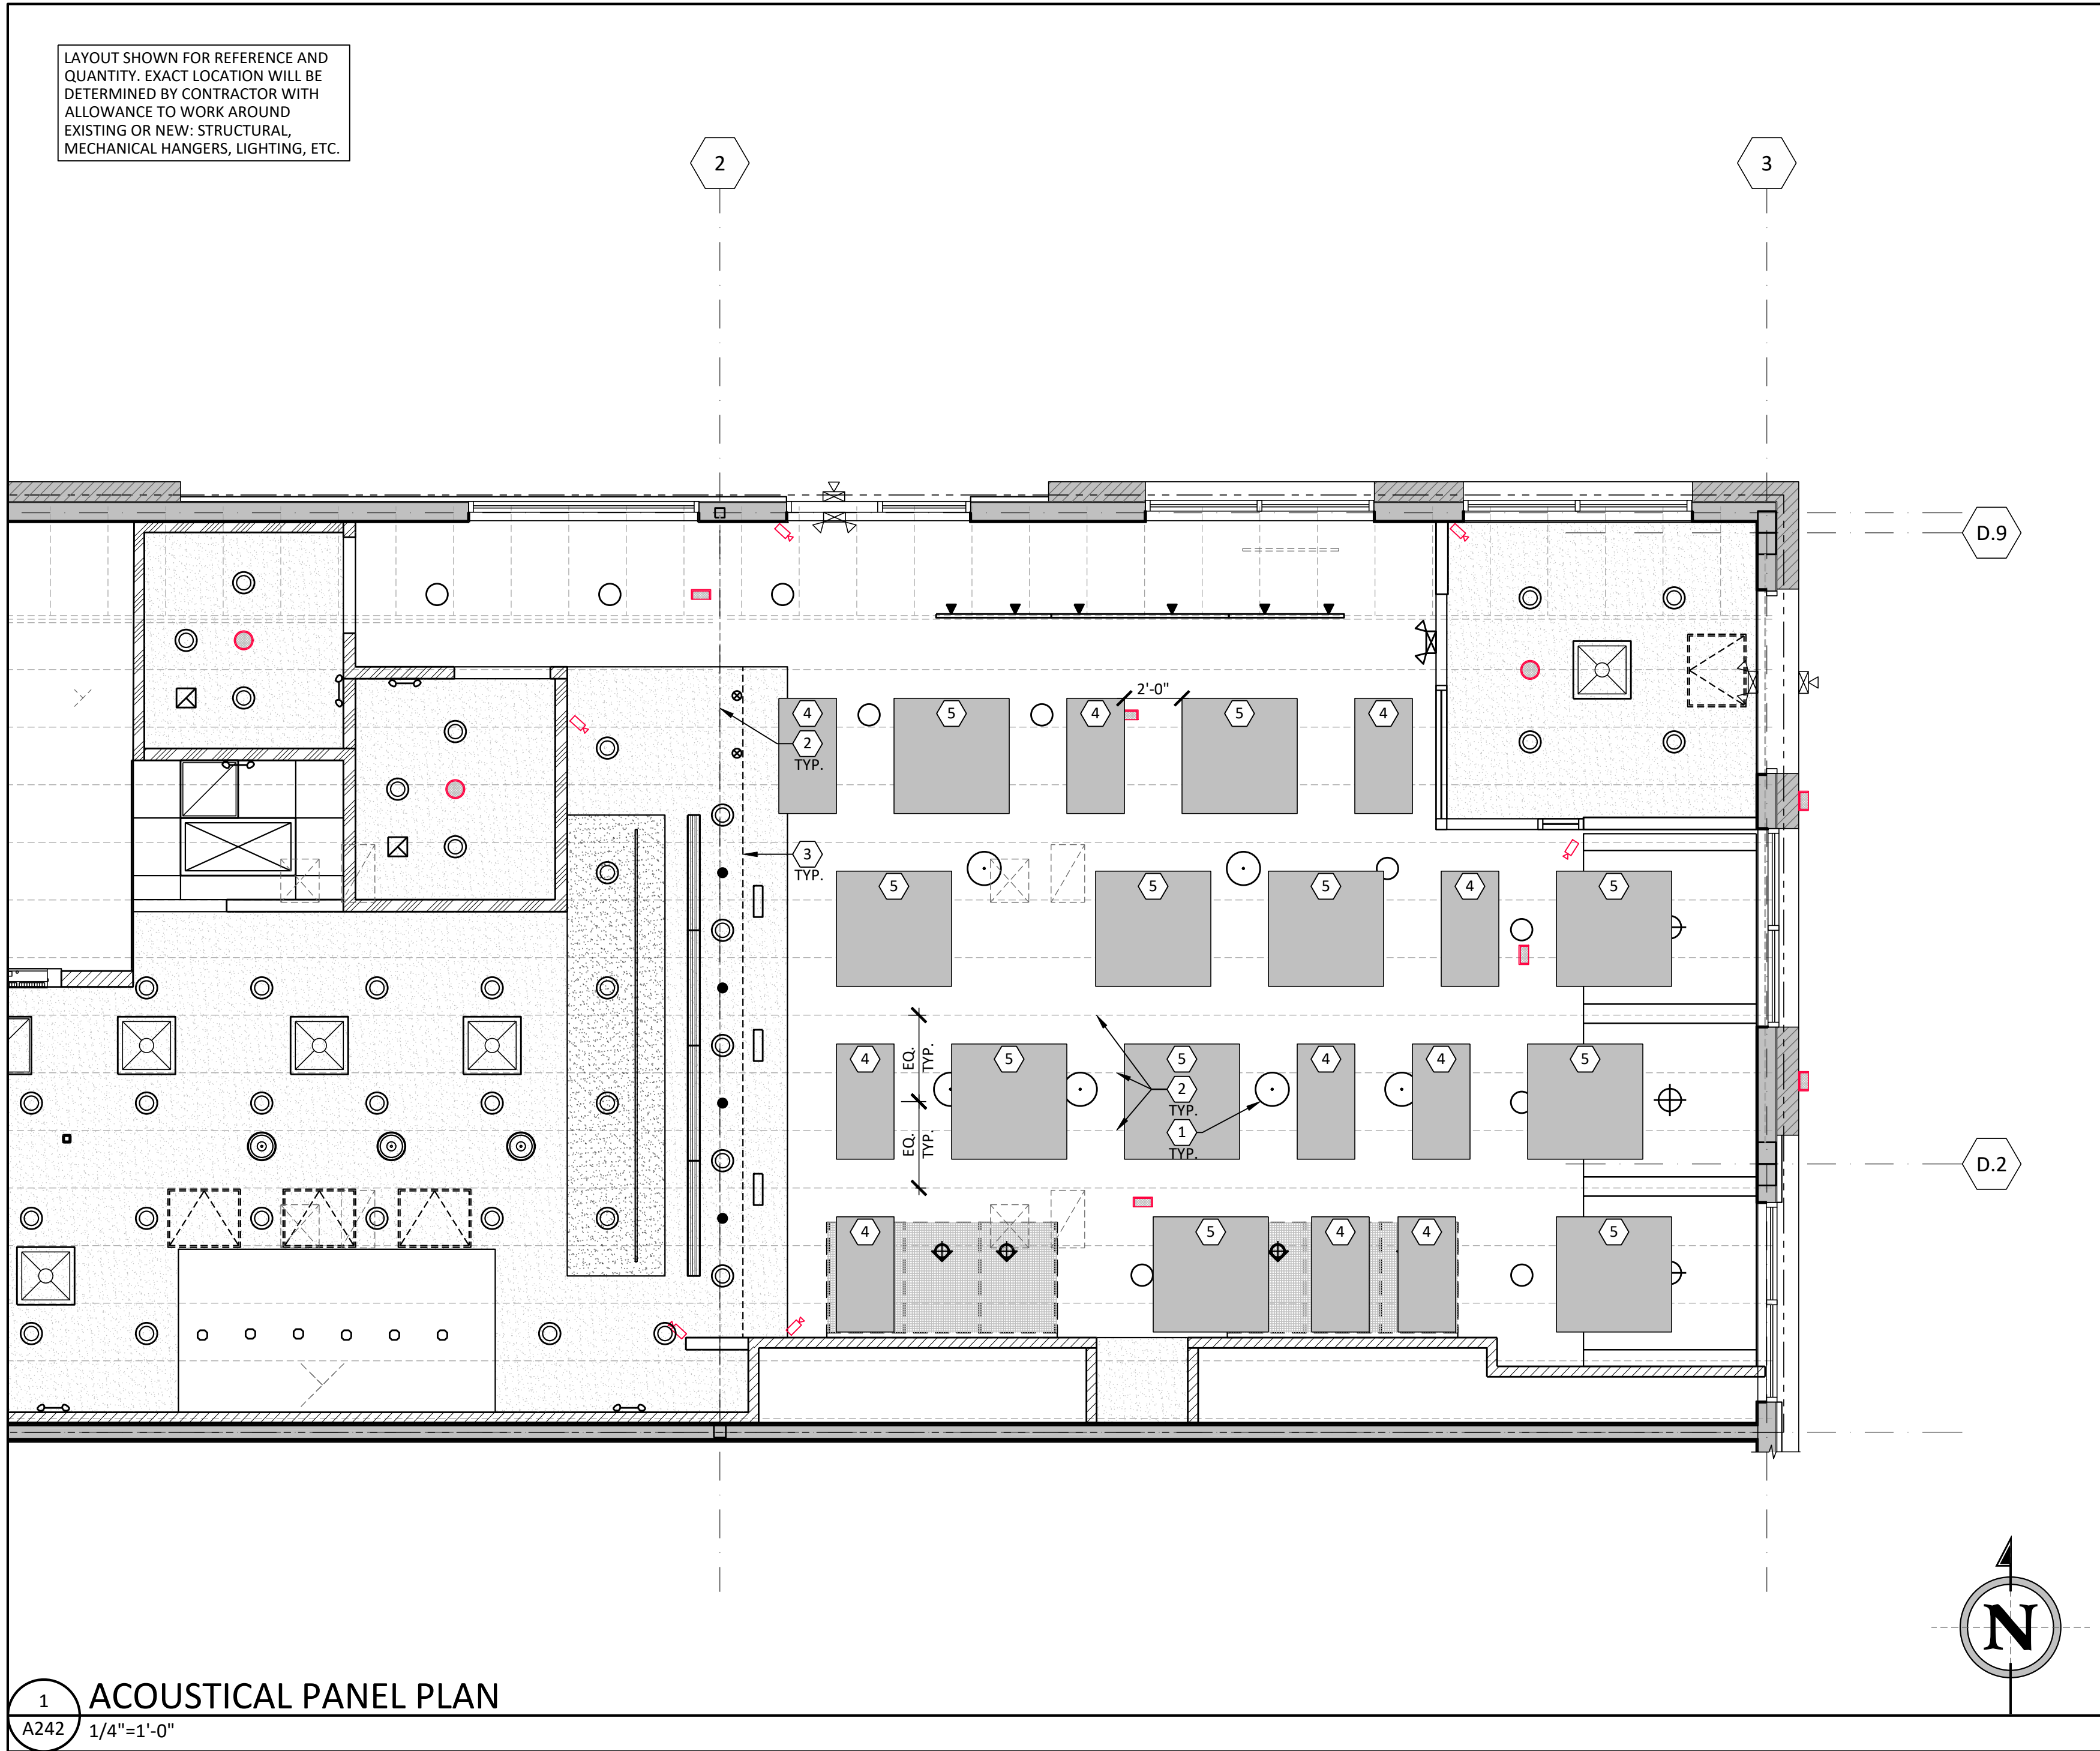 LAYOUT SHOWN FOR REFERENCE AND
QUANTITY. EXACT LOCATION WILL BE
DETERMINED BY CONTRACTOR WITH
ALLOWANCE TO WORK AROUND
EXISTING OR NEW: STRUCTURAL,
MECHANICAL HANGERS, LIGHTING, ETC.
2
3
D.9
2'-0"
4
5
4
5
4
2
TYP.
3
TYP.
5
5
5
4
5
EQ.
TYP.
EQ.
TYP.
4
5
5
4
4
5
2
TYP.
1
TYP.
D.2
4
5
4
4
5
N
1
A242
ACOUSTICAL PANEL PLAN
1/4"=1'-0"